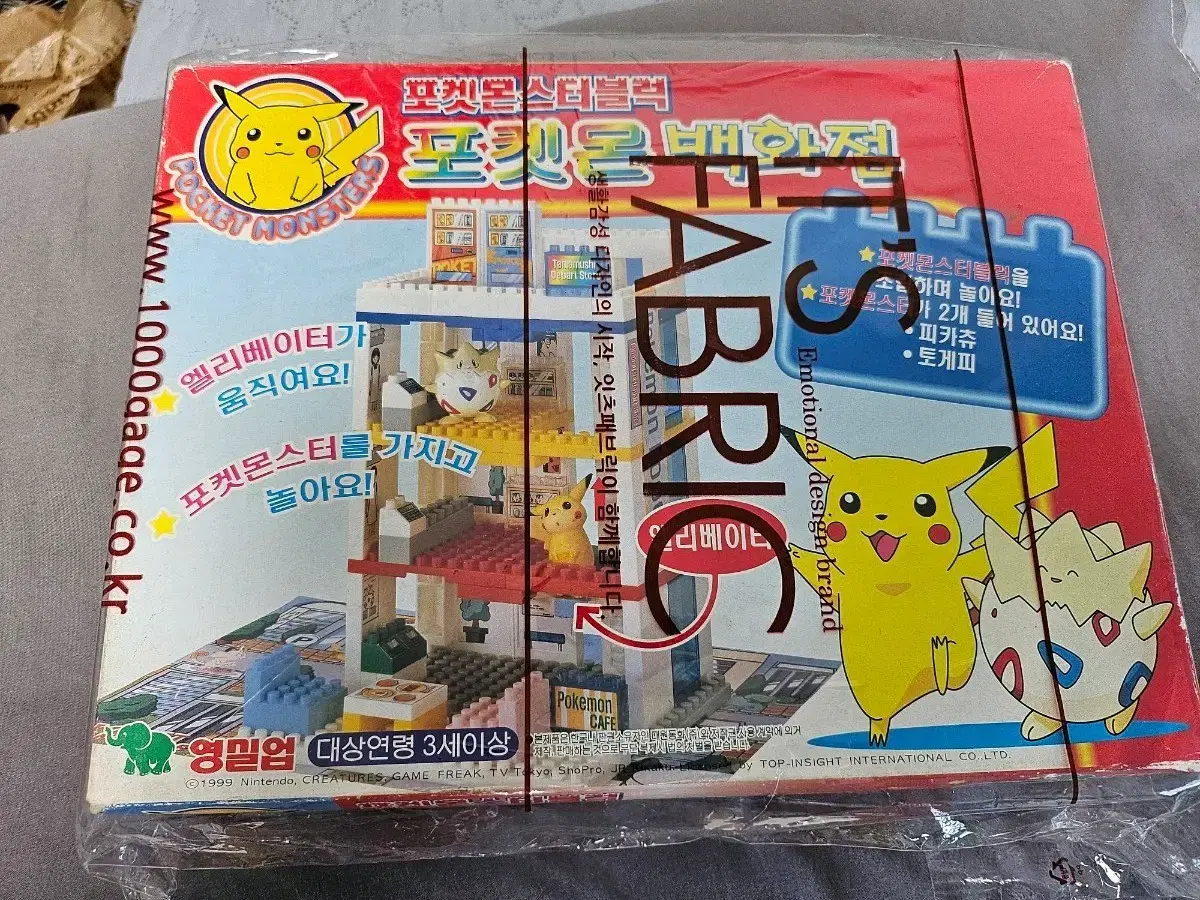 포켓몬스터블럭
포켓몬 백화점
POCKET MONSTERS
www.1000gage.co.kr
IT'S
FABRIC
Emotional design brand
생활감성 디자인의 시작, 잇츠패브릭이 함께합니다.
포켓몬스터블럭을
하며 놀아요!
포켓몬스터가 2개 들어 있어요!
• 피카츄
• 토게피
Tamamushi
Depart Store
엘리베이터가
움직여요!
포켓몬스터를 가지고
놀아요!
엘리베이터
Pokemon
CAFE
영밀업
대상연령 3세이상
©1999 Nintendo, CREATURES, GAME FREAK, TV Tokyo, ShoPro, JR Kikaku. by TOP-INSIGHT INTERNATIONAL CO., LTD.